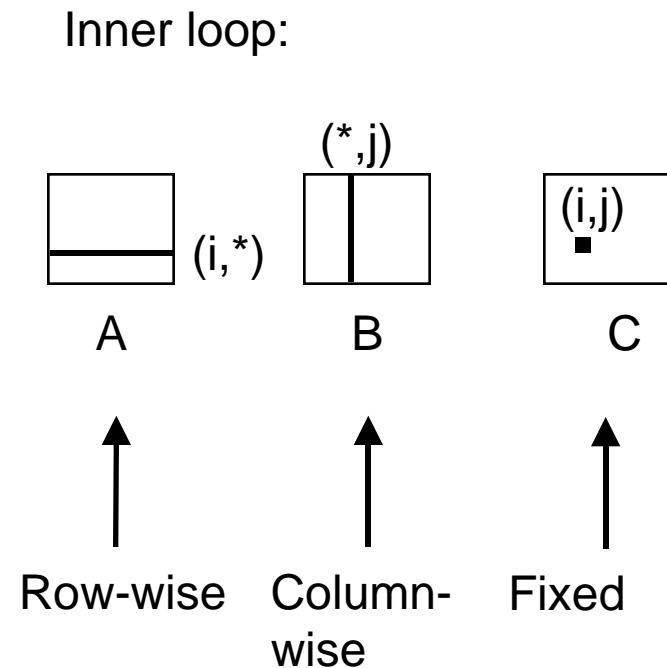 Inner loop:
(*,j)
(i,j)
(i,*)
A B C
Row-wise Column- Fixed
wise